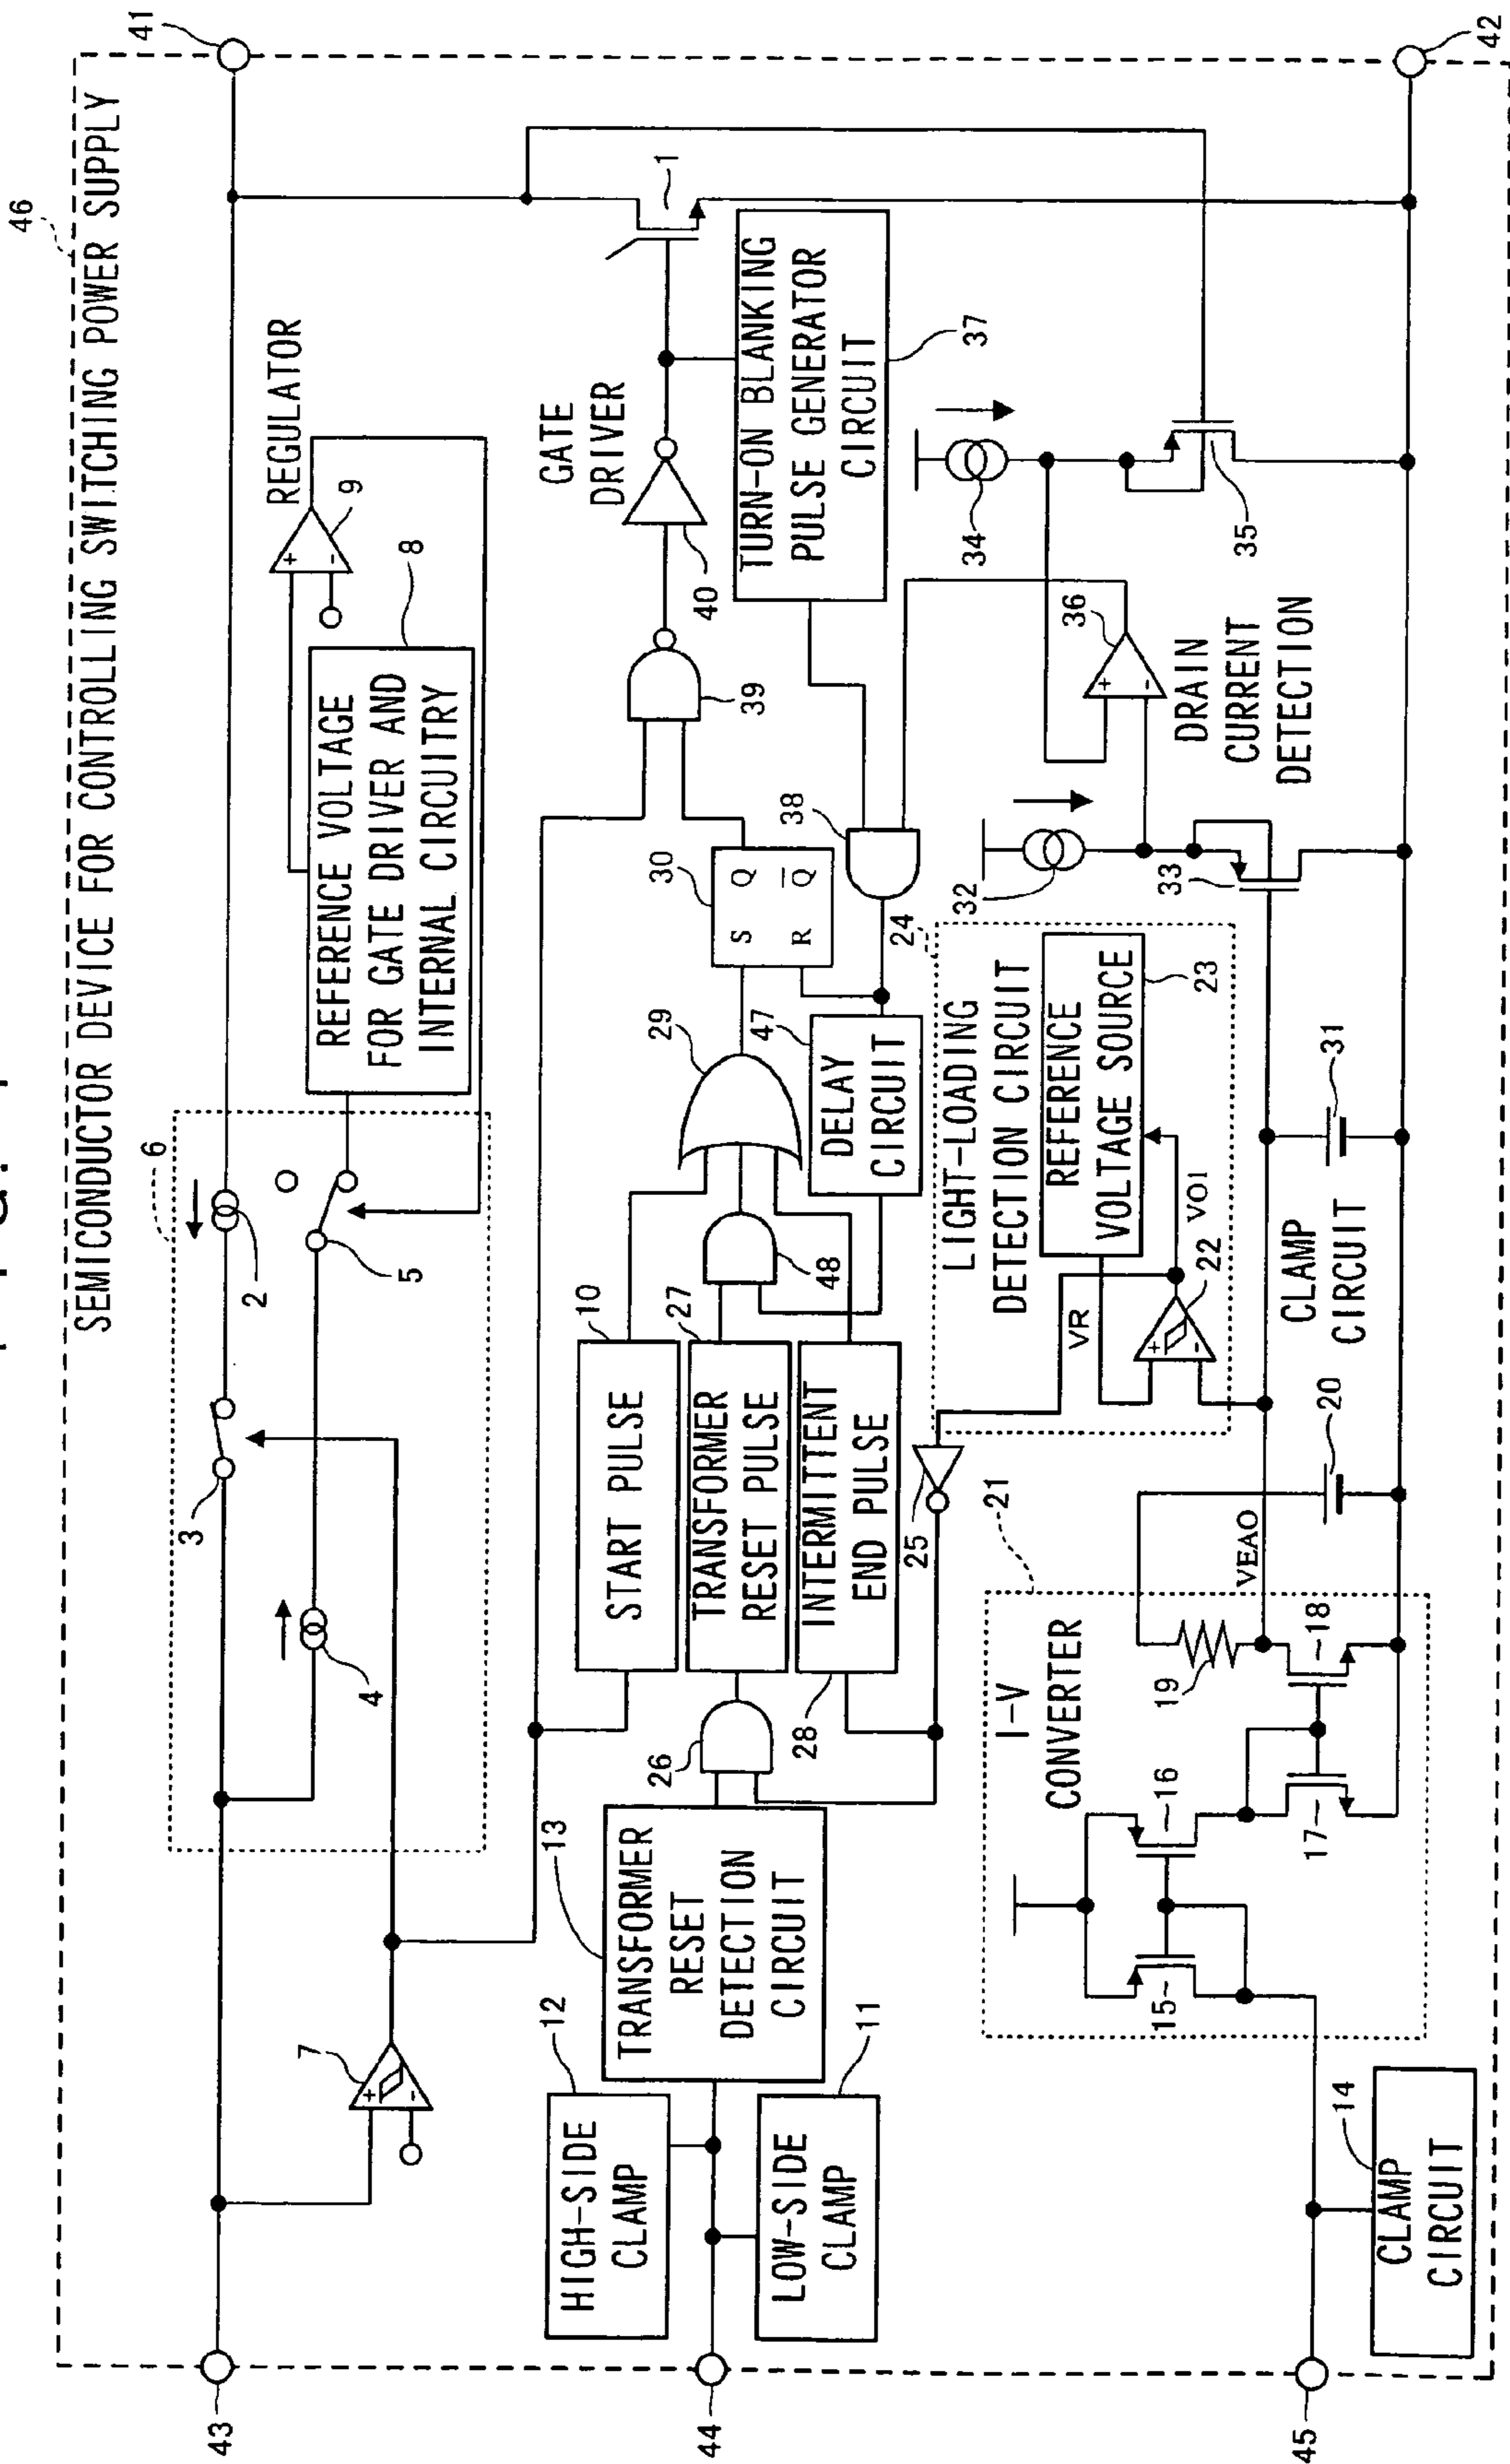 46
SEMICONDUCTOR DEVICE FOR CONTROLLING SWITCHING POWER SUPPLY
41
42
43
44
45
6
3
2
4
5
7
REGULATOR
9
8
REFERENCE VOLTAGE
FOR GATE DRIVER AND
INTERNAL CIRCUITRY
+
-
+
-
GATE
DRIVER
40
1
TURN-ON BLANKING
PULSE GENERATOR
CIRCUIT
37
39
12
HIGH-SIDE
CLAMP
LOW-SIDE
CLAMP
11
13
TRANSFORMER
RESET
DETECTION
CIRCUIT
26
10
START PULSE
27
TRANSFORMER
RESET PULSE
INTERMITTENT
END PULSE
28
25
29
48
47
DELAY
CIRCUIT
30
S Q
R Q
38
24
LIGHT-LOADING
DETECTION CIRCUIT
REFERENCE
VOLTAGE SOURCE
23
VR
VO1
22
+
-
32
33
34
35
36
+
-
DRAIN
CURRENT
DETECTION
CLAMP
CIRCUIT
31
20
VEAO
21
I-V
CONVERTER
15
16
17
18
19
14
CLAMP
CIRCUIT